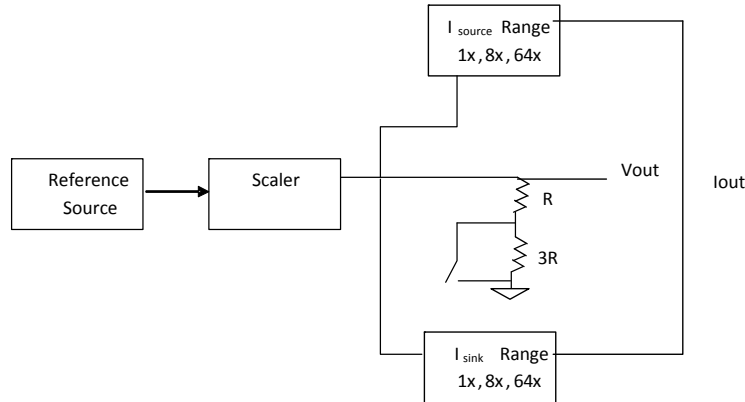 I source Range
1x,8x,64x
Reference
Source
Scaler
Vout
Iout
R
3R
I sink Range
1x,8x,64x